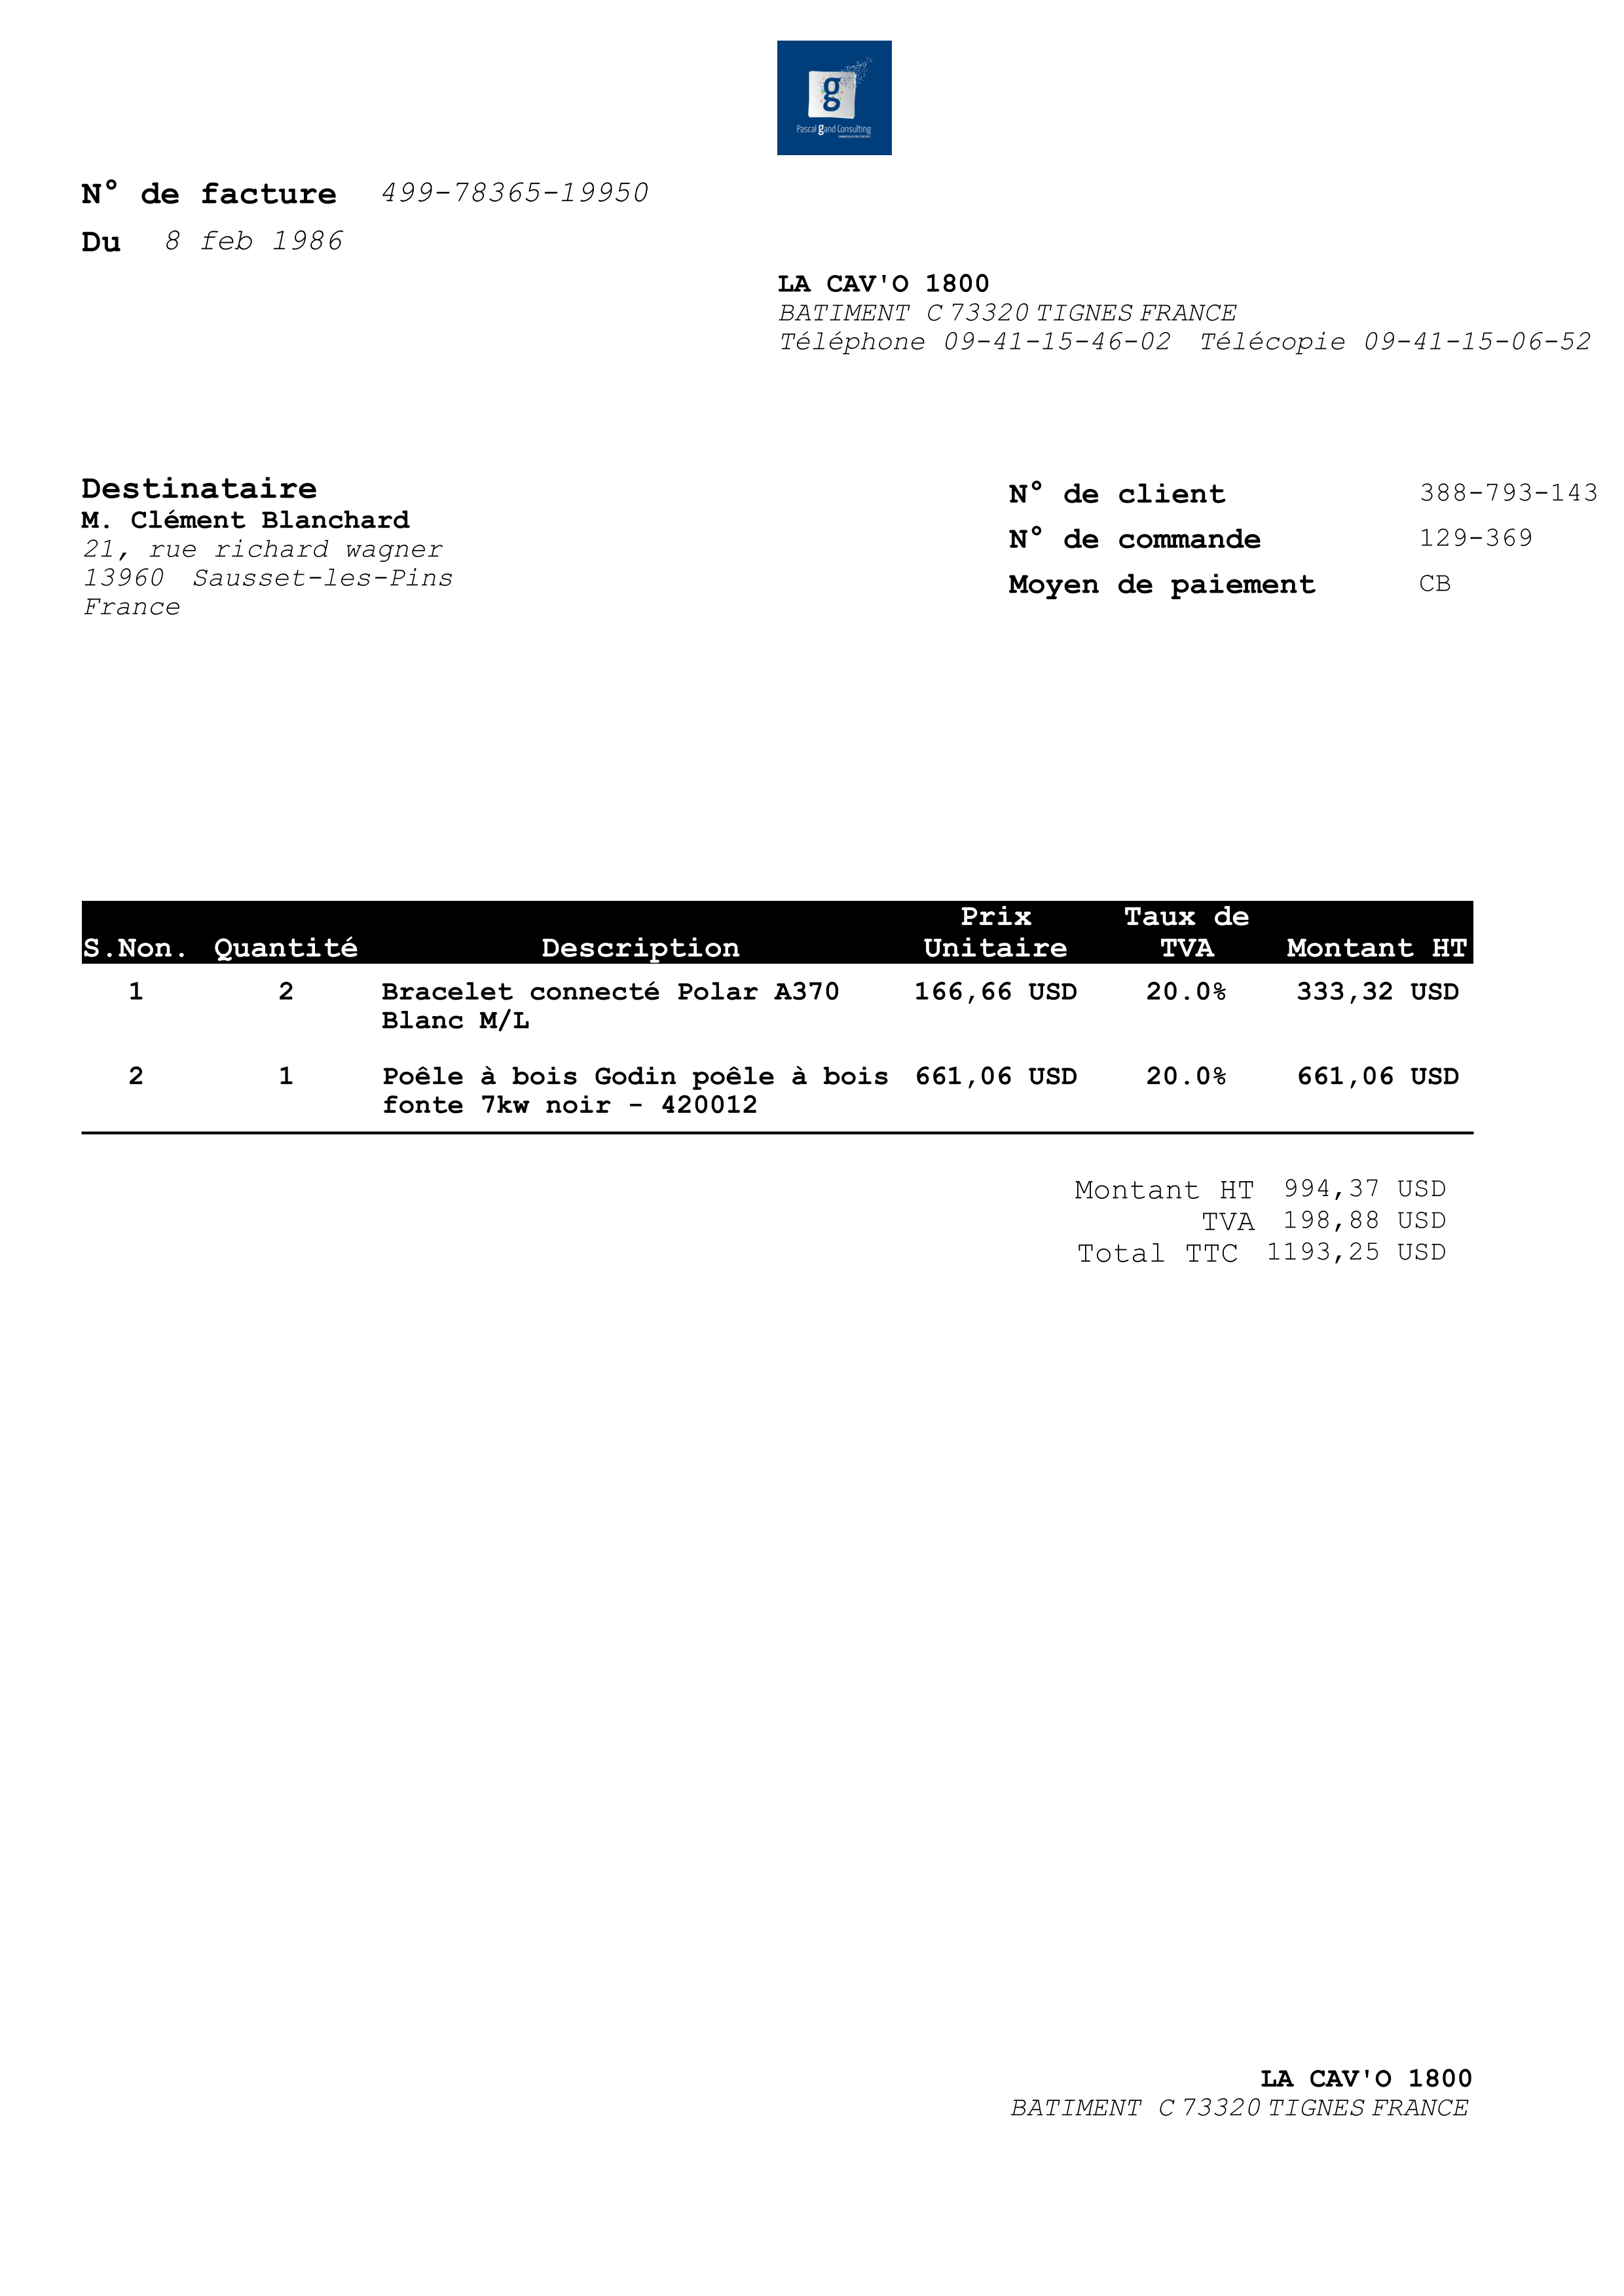 g
Pascal gand Consulting
N° de facture 499-78365-19950
Du 8 feb 1986
LA CAV'O 1800
BATIMENT C 73320 TIGNES FRANCE
Téléphone 09-41-15-46-02 Télécopie 09-41-15-06-52
Destinataire
M. Clément Blanchard
21, rue richard wagner
13960 Sausset-les-Pins
France
N° de client 388-793-143
N° de commande 129-369
Moyen de paiement CB
Prix Taux de
S.Non. Quantité Description Unitaire TVA Montant HT
1 2 Bracelet connecté Polar A370 166,66 USD 20.0% 333,32 USD
Blanc M/L
2 1 Poêle à bois Godin poêle à bois 661,06 USD 20.0% 661,06 USD
fonte 7kw noir - 420012
Montant HT 994,37 USD
TVA 198,88 USD
Total TTC 1193,25 USD
LA CAV'O 1800
BATIMENT C 73320 TIGNES FRANCE